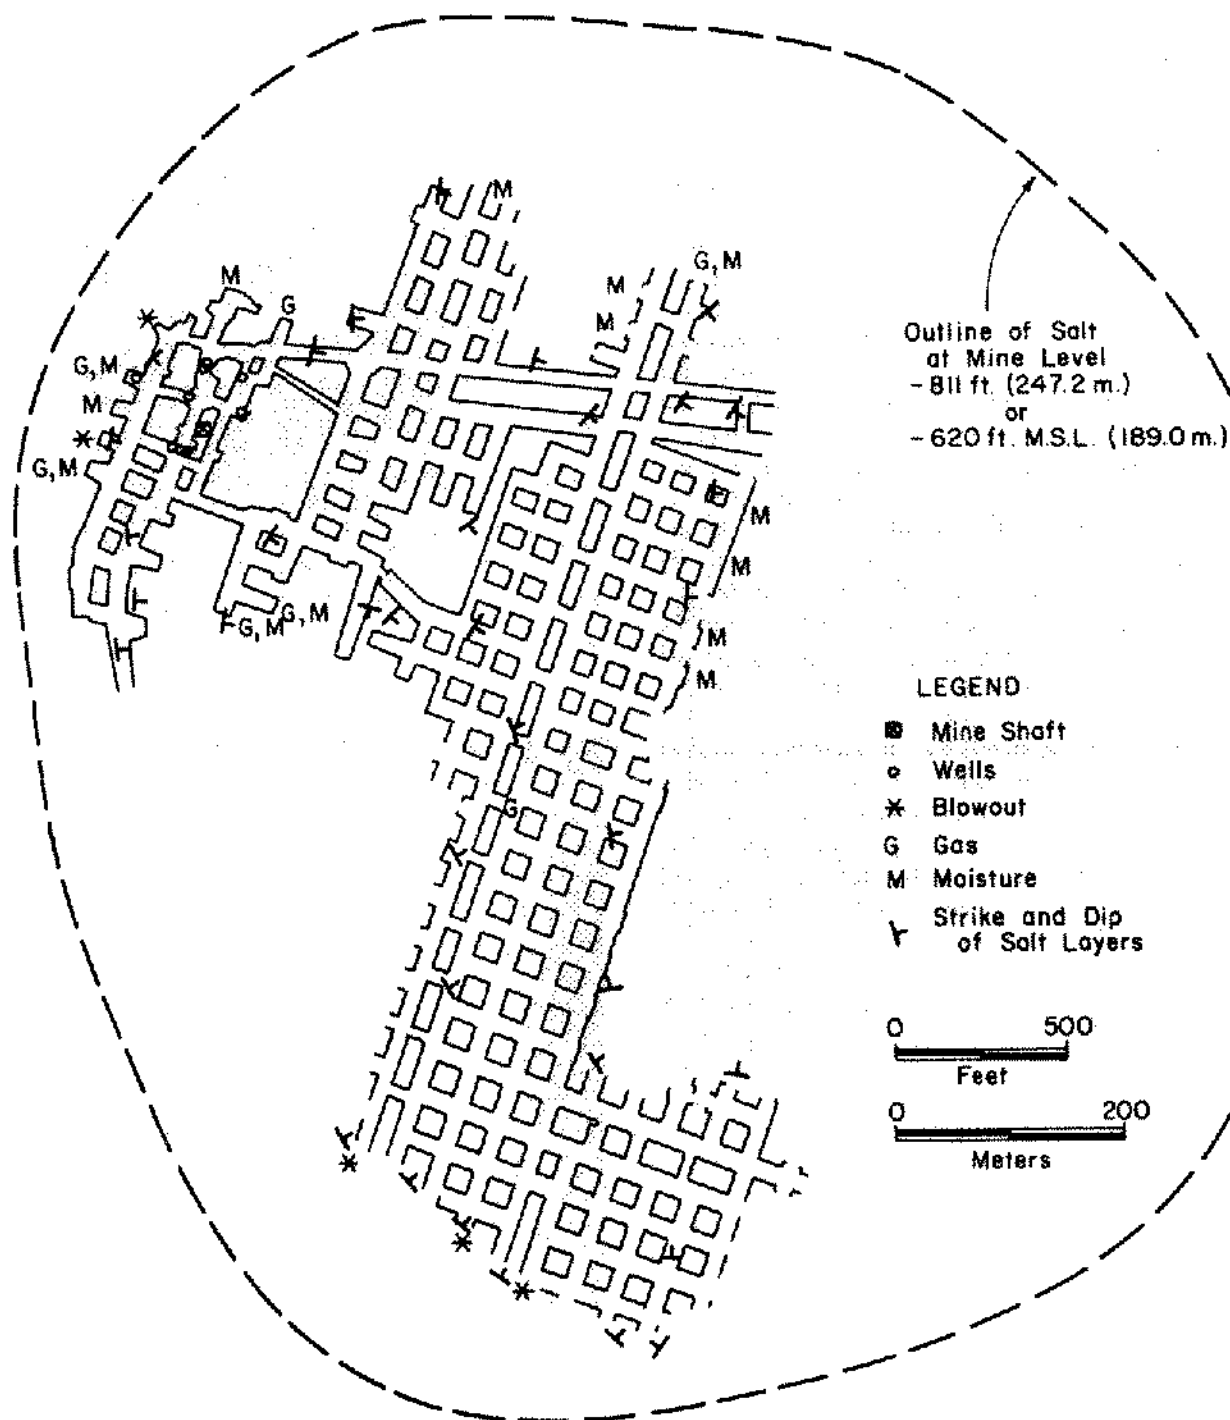 M
M
G, M
M
G
M
G, M
M
M
G, M
M
M
G, M
G, M
M
M
G
Outline of Salt
at Mine Level
-811 ft. (247.2 m.)
or
-620 ft. M.S.L. (189.0 m.)
LEGEND
Mine Shaft
Wells
Blowout
G Gas
M Moisture
Strike and Dip
of Salt Layers
0 500
Feet
0 200
Meters